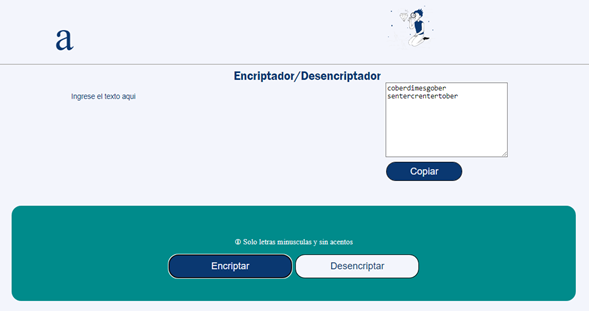 a
Encriptador/Desencriptador
Ingrese el texto aqui
coberdimesgober
sentercrentertober
Copiar
Solo letras minusculas y sin acentos
Encriptar
Desencriptar